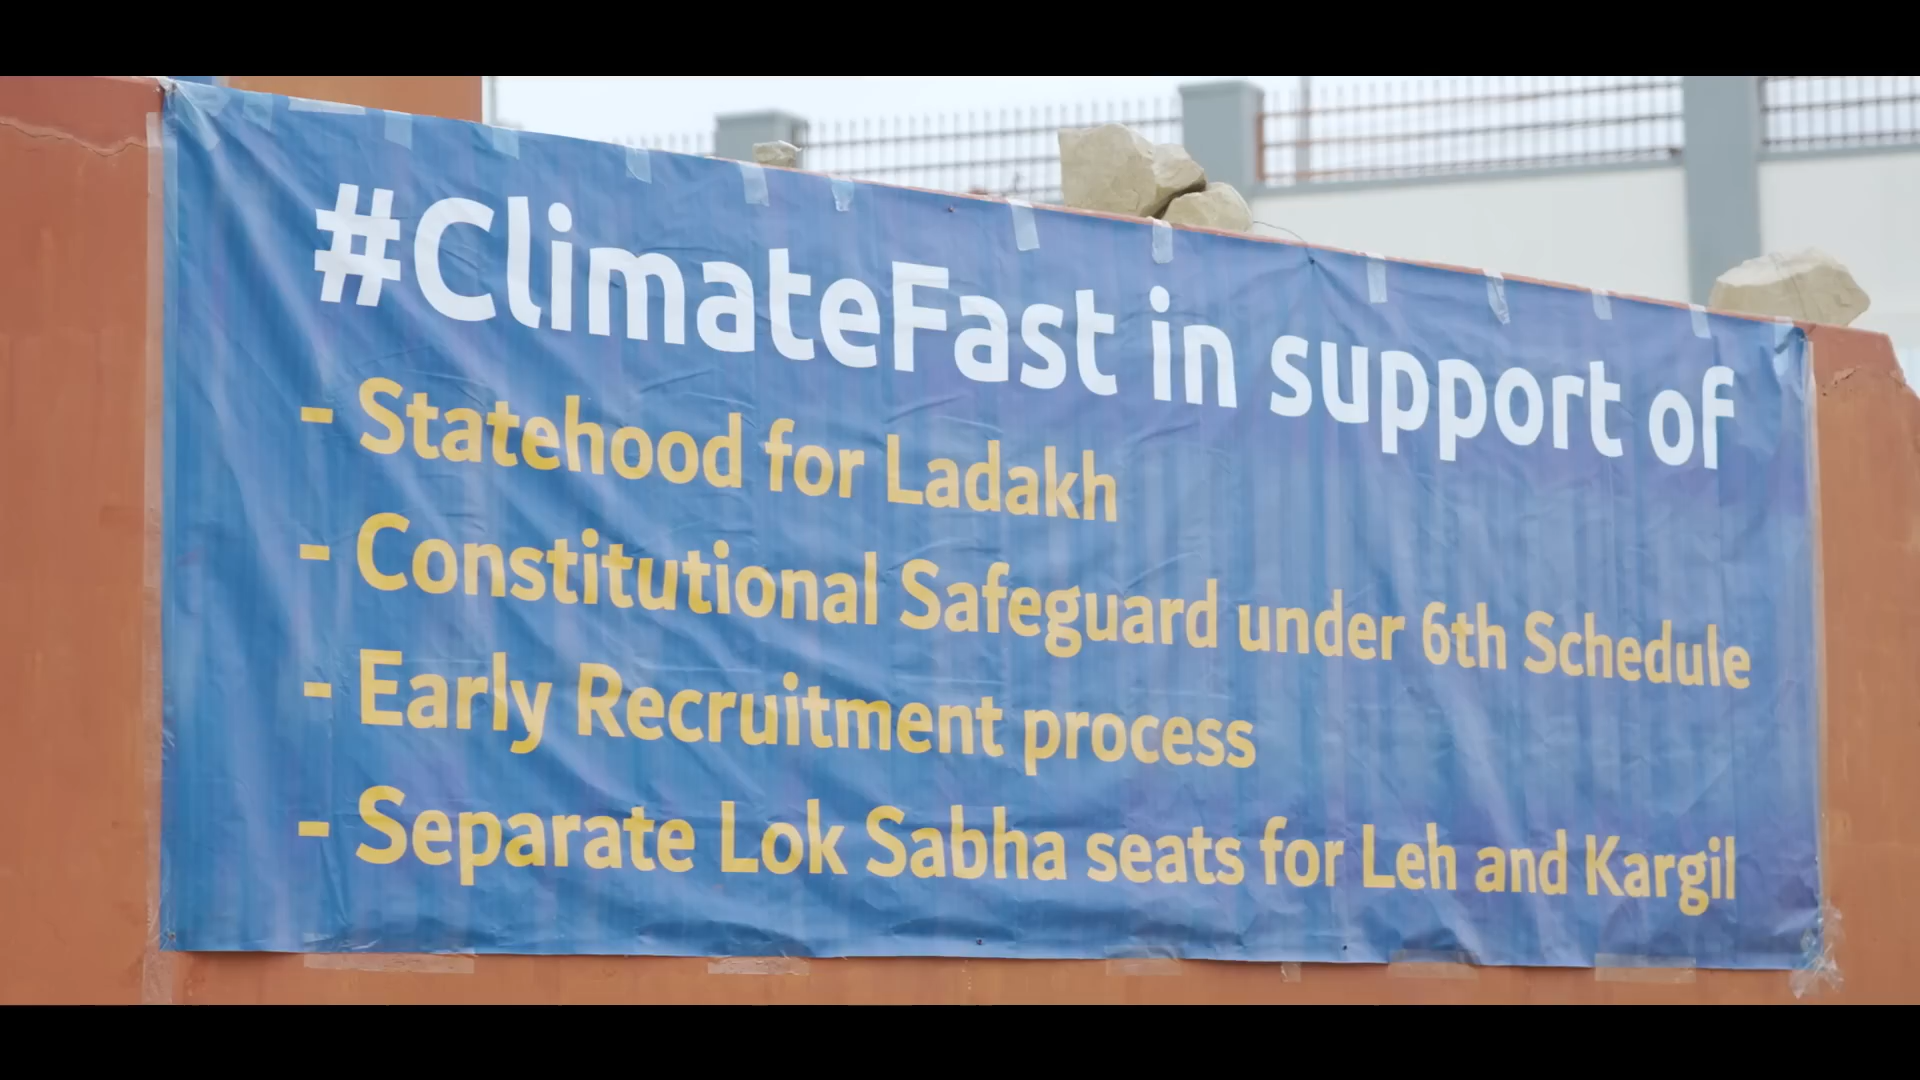 #ClimateFast in support of
- Statehood for Ladakh
- Constitutional Safeguard under 6th Schedule
- Early Recruitment process
- Separate Lok Sabha seats for Leh and Kargil